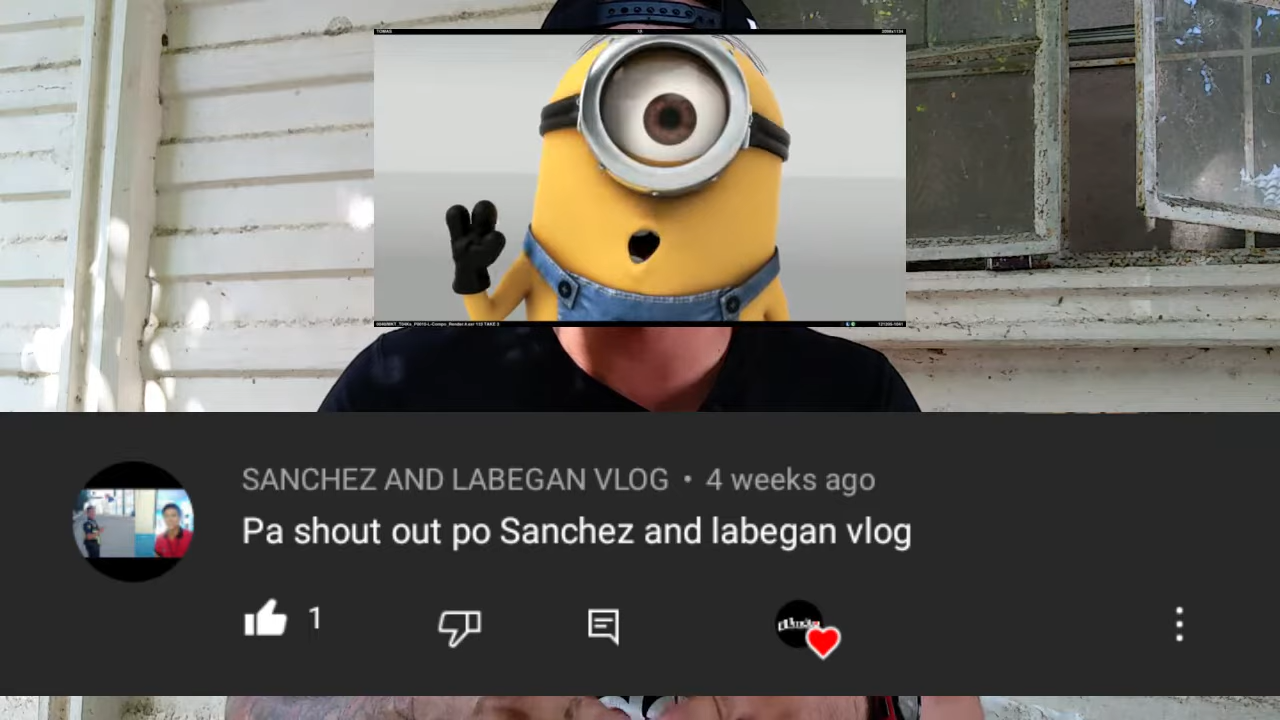 SANCHEZ AND LABEGAN VLOG • 4 weeks ago
Pa shout out po Sanchez and labegan vlog
1